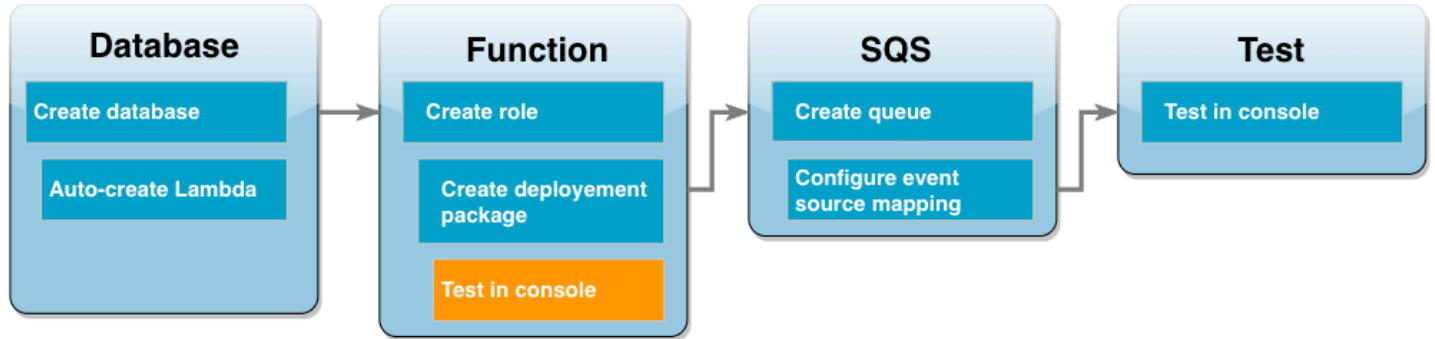 Database
Create database
Auto-create Lambda
Function
Create role
Create deployement
package
Test in console
SQS
Create queue
Configure event
source mapping
Test
Test in console